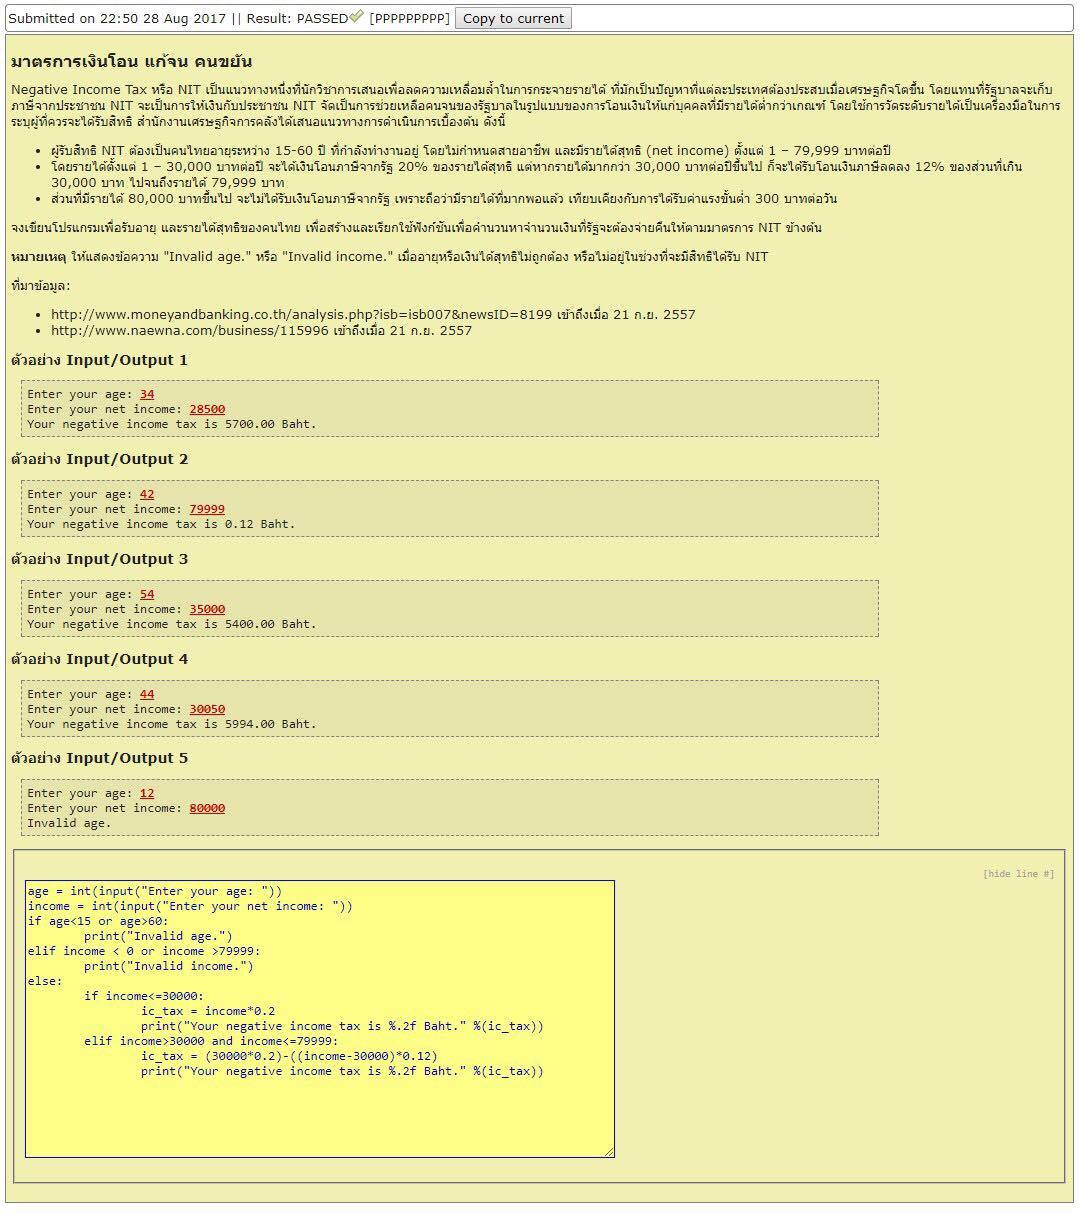 Submitted on 22:50 28 Aug 2017 || Result: PASSED [PPPPPPPPP] Copy to current
มาตรการเงินโอน แก้จน คนขยัน
Negative Income Tax หรือ NIT เป็นแนวทางหนึ่งที่นักวิชาการเสนอเพื่อลดความเหลื่อมล้ำในการกระจายรายได้ ที่มักเป็นปัญหาที่แต่ละประเทศต้องประสบเมื่อเศรษฐกิจโตขึ้น โดยแทนที่รัฐบาลจะเก็บ
ภาษีจากประชาชน NIT จะเป็นการให้เงินกับประชาชน NIT จัดเป็นการช่วยเหลือคนจนของรัฐบาลในรูปแบบของการโอนเงินให้แก่บุคคลที่มีรายได้ต่ำกว่าเกณฑ์ โดยใช้การวัดระดับรายได้เป็นเครื่องมือในการ
ระบุผู้ที่ควรจะได้รับสิทธิ สำนักงานเศรษฐกิจการคลังได้เสนอแนวทางการดำเนินการเบื้องต้น ดังนี้
• ผู้รับสิทธิ NIT ต้องเป็นคนไทยอายุระหว่าง 15-60 ปี ที่กำลังทำงานอยู่ โดยไม่กำหนดสายอาชีพ และมีรายได้สุทธิ (net income) ตั้งแต่ 1 – 79,999 บาทต่อปี
• โดยรายได้ตั้งแต่ 1 – 30,000 บาทต่อปี จะได้เงินโอนภาษีจากรัฐ 20% ของรายได้สุทธิ แต่หากรายได้มากกว่า 30,000 บาทต่อปีขึ้นไป ก็จะได้รับโอนเงินภาษีลดลง 12% ของส่วนที่เกิน
30,000 บาท ไปจนถึงรายได้ 79,999 บาท
• ส่วนที่มีรายได้ 80,000 บาทขึ้นไป จะไม่ได้รับเงินโอนภาษีจากรัฐ เพราะถือว่ามีรายได้ที่มากพอแล้ว เทียบเคียงกับการได้รับค่าแรงขั้นต่ำ 300 บาทต่อวัน
จงเขียนโปรแกรมเพื่อรับอายุ และรายได้สุทธิของคนไทย เพื่อสร้างและเรียกใช้ฟังก์ชันเพื่อคำนวนหาจำนวนเงินที่รัฐจะต้องจ่ายคืนให้ตามมาตรการ NIT ข้างต้น
หมายเหตุ ให้แสดงข้อความ "Invalid age." หรือ "Invalid income." เมื่ออายุหรือเงินได้สุทธิไม่ถูกต้อง หรือไม่อยู่ในช่วงที่จะมีสิทธิได้รับ NIT
ที่มาข้อมูล:
• http://www.moneyandbanking.co.th/analysis.php?isb=isb007&newsID=8199 เข้าถึงเมื่อ 21 ก.ย. 2557
• http://www.naewna.com/business/115996 เข้าถึงเมื่อ 21 ก.ย. 2557
ตัวอย่าง Input/Output 1
Enter your age: 34
Enter your net income: 28500
Your negative income tax is 5700.00 Baht.
ตัวอย่าง Input/Output 2
Enter your age: 42
Enter your net income: 79999
Your negative income tax is 0.12 Baht.
ตัวอย่าง Input/Output 3
Enter your age: 54
Enter your net income: 35000
Your negative income tax is 5400.00 Baht.
ตัวอย่าง Input/Output 4
Enter your age: 44
Enter your net income: 30050
Your negative income tax is 5994.00 Baht.
ตัวอย่าง Input/Output 5
Enter your age: 12
Enter your net income: 80000
Invalid age.
[hide line #]
age = int(input("Enter your age: "))
income = int(input("Enter your net income: "))
if age<15 or age>60:
print("Invalid age.")
elif income < 0 or income >79999:
print("Invalid income.")
else:
if income<=30000:
ic_tax = income*0.2
print("Your negative income tax is %.2f Baht." %(ic_tax))
elif income>30000 and income<=79999:
ic_tax = (30000*0.2)-((income-30000)*0.12)
print("Your negative income tax is %.2f Baht." %(ic_tax))